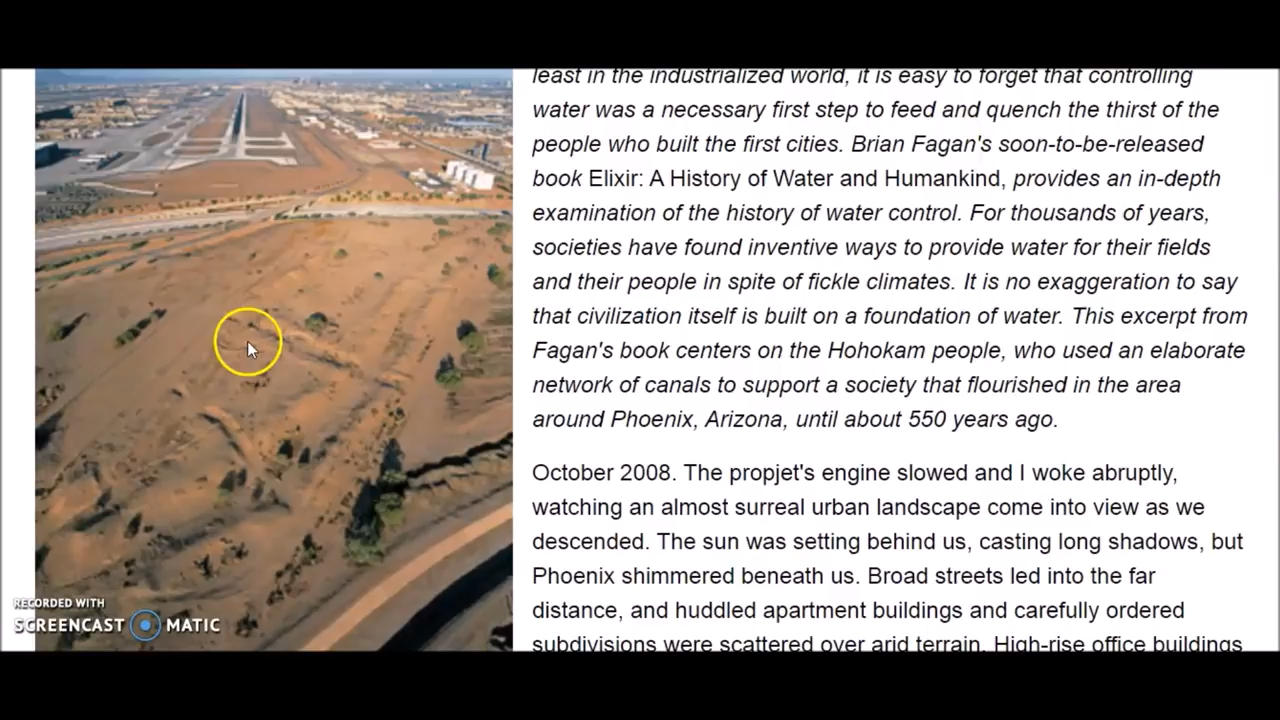 least in the industrialized world, it is easy to forget that controlling
water was a necessary first step to feed and quench the thirst of the
people who built the first cities. Brian Fagan's soon-to-be-released
book Elixir: A History of Water and Humankind, provides an in-depth
examination of the history of water control. For thousands of years,
societies have found inventive ways to provide water for their fields
and their people in spite of fickle climates. It is no exaggeration to say
that civilization itself is built on a foundation of water. This excerpt from
Fagan's book centers on the Hohokam people, who used an elaborate
network of canals to support a society that flourished in the area
around Phoenix, Arizona, until about 550 years ago.
October 2008. The propjet's engine slowed and I woke abruptly,
watching an almost surreal urban landscape come into view as we
descended. The sun was setting behind us, casting long shadows, but
Phoenix shimmered beneath us. Broad streets led into the far
distance, and huddled apartment buildings and carefully ordered
subdivisions were scattered over arid terrain. High-rise office buildings
RECORDED WITH
SCREENCAST MATIC